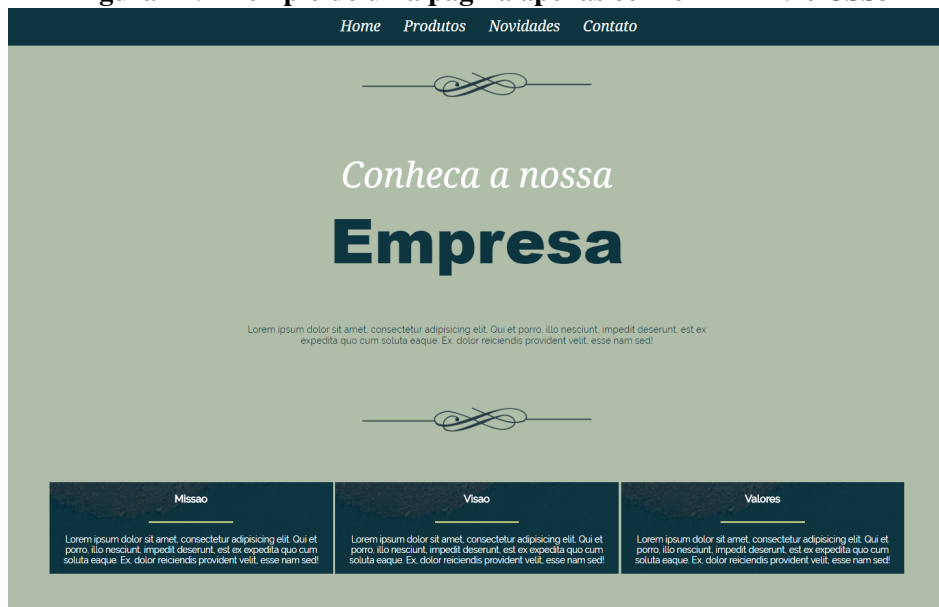 Home Produtos Novidades Contato
Conheca a nossa
Empresa
Lorem ipsum dolor sit amet, consectetur adipisicing elit. Qui et porro, illo nesciunt, impedit deserunt, est ex
expedita quo cum soluta eaque. Ex, dolor reiciendis provident velit, esse nam sed!
Missao
Lorem ipsum dolor sit amet, consectetur adipisicing elit. Qui et
porro, illo nesciunt, impedit deserunt, est ex expedita quo cum
soluta eaque. Ex, dolor reiciendis provident velit, esse nam sed!
Visao
Lorem ipsum dolor sit amet, consectetur adipisicing elit. Qui et
porro, illo nesciunt, impedit deserunt, est ex expedita quo cum
soluta eaque. Ex, dolor reiciendis provident velit, esse nam sed!
Valores
Lorem ipsum dolor sit amet, consectetur adipisicing elit. Qui et
porro, illo nesciunt, impedit deserunt, est ex expedita quo cum
soluta eaque. Ex, dolor reiciendis provident velit, esse nam sed!